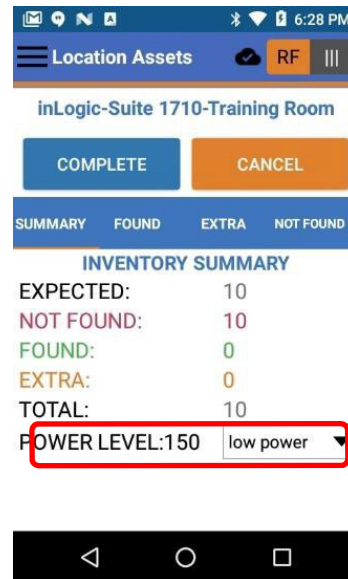 6:28 PM
Location Assets RF
inLogic-Suite 1710-Training Room
COMPLETE CANCEL
SUMMARY FOUND EXTRA NOT FOUND
INVENTORY SUMMARY
EXPECTED: 10
NOT FOUND: 10
FOUND: 0
EXTRA: 0
TOTAL: 10
POWER LEVEL:150 low power